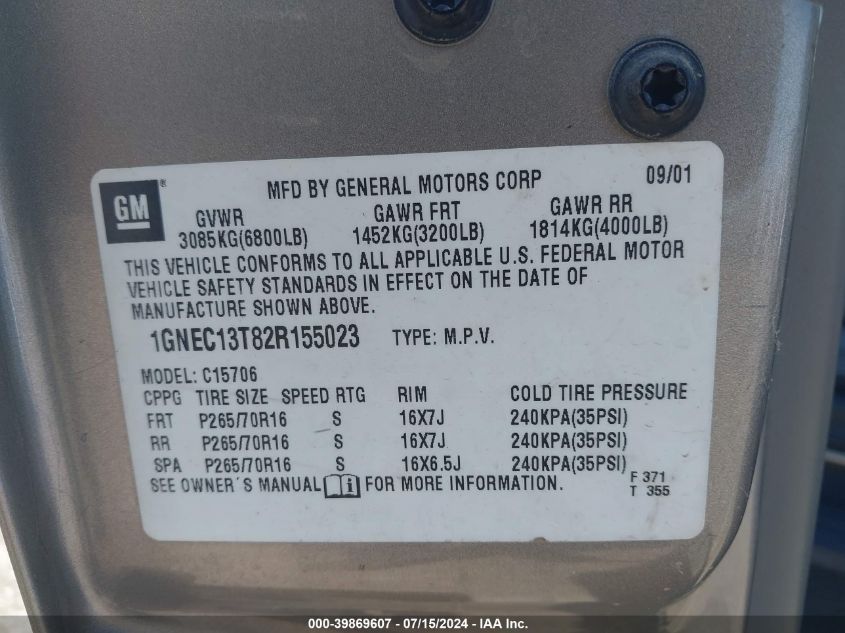 GM ®
MFD BY GENERAL MOTORS CORP 09/01
GVWR GAWR FRT GAWR RR
3085KG(6800LB) 1452KG(3200LB) 1814KG(4000LB)
THIS VEHICLE CONFORMS TO ALL APPLICABLE U.S. FEDERAL MOTOR
VEHICLE SAFETY STANDARDS IN EFFECT ON THE DATE OF
MANUFACTURE SHOWN ABOVE.
1GNEC13T82R155023 TYPE: M.P.V.
MODEL: C15706
CPPG TIRE SIZE SPEED RTG RIM COLD TIRE PRESSURE
FRT P265/70R16 S 16X7J 240KPA(35PSI)
RR P265/70R16 S 16X7J 240KPA(35PSI)
SPA P265/70R16 S 16X6.5J 240KPA(35PSI)
SEE OWNER'S MANUAL i FOR MORE INFORMATION.
F 371
T 355
000-39869607 - 07/15/2024 - IAA Inc.